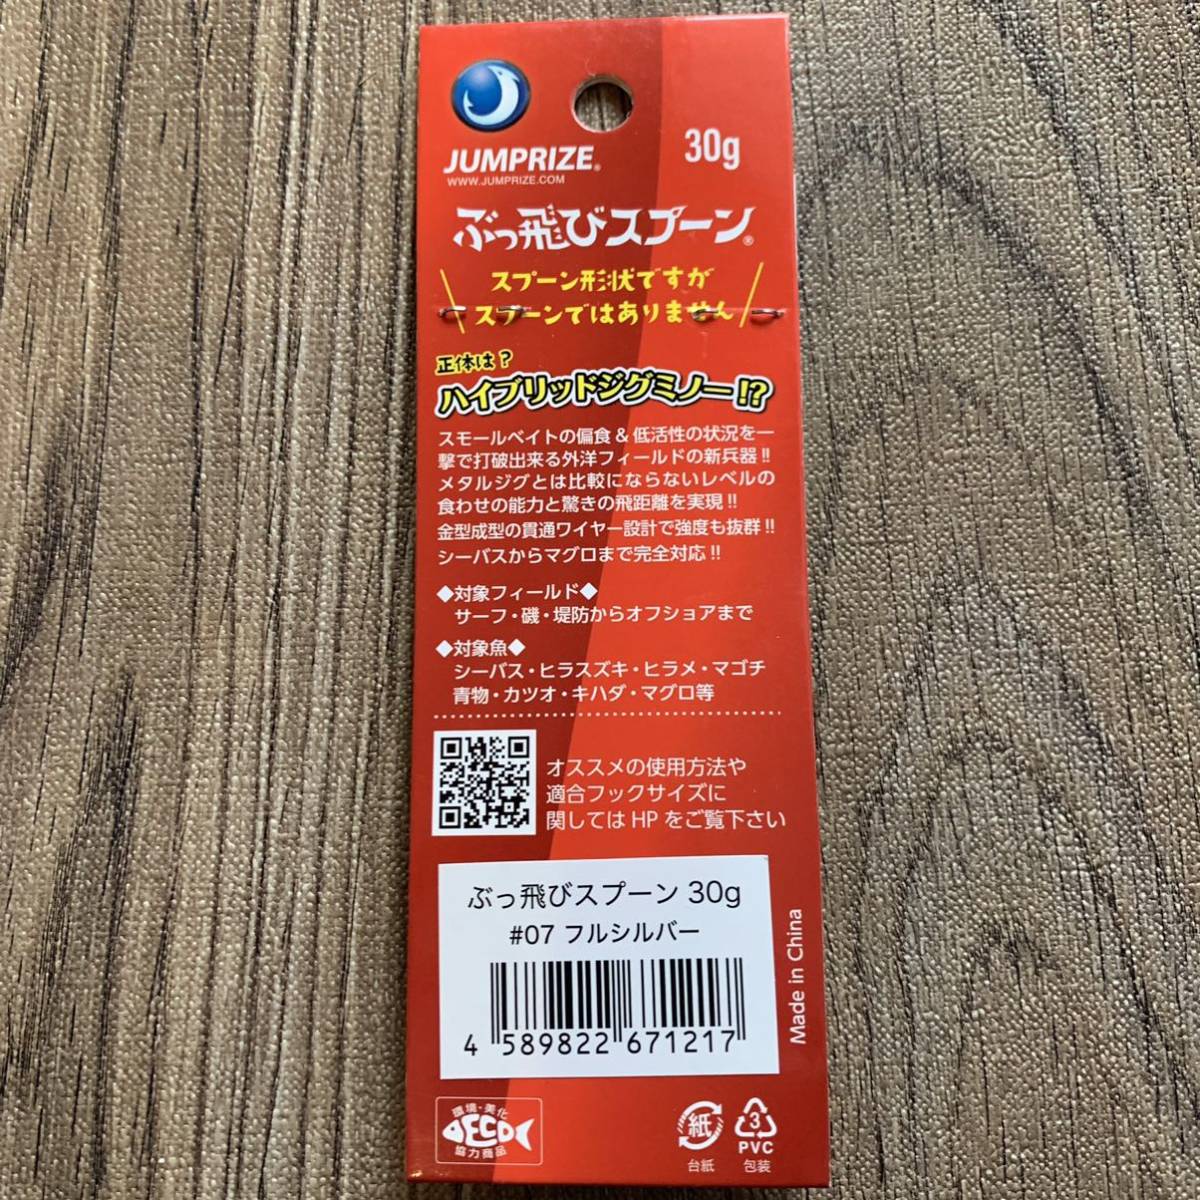 JUMPRIZE®
WWW.JUMPRIZE.COM
30g
ぶっ飛びスプーン®
スプーン形状ですが
スプーンではありません
正体は?
ハイブリッドジグミノー!?
スモールベイトの偏食&低活性の状況を一
撃で打破出来る外洋フィールドの新兵器!!
メタルジグとは比較にならないレベルの
食わせの能力と驚きの飛距離を実現!!
金型成型の貫通ワイヤー設計で強度も抜群!!
シーバスからマグロまで完全対応!!
◆対象フィールド◆
サーフ・磯・堤防からオフショアまで
◆対象魚◆
シーバス・ヒラスズキ・ヒラメ・マゴチ
青物・カツオ・キハダ・マグロ等
オススメの使用方法や
適合フックサイズに
関してはHPをご覧下さい
ぶっ飛びスプーン 30g
#07 フルシルバー
4 589822 671217
Made in China
環境・美化
ECO
協力商品
紙
台紙
3
PVC
包装